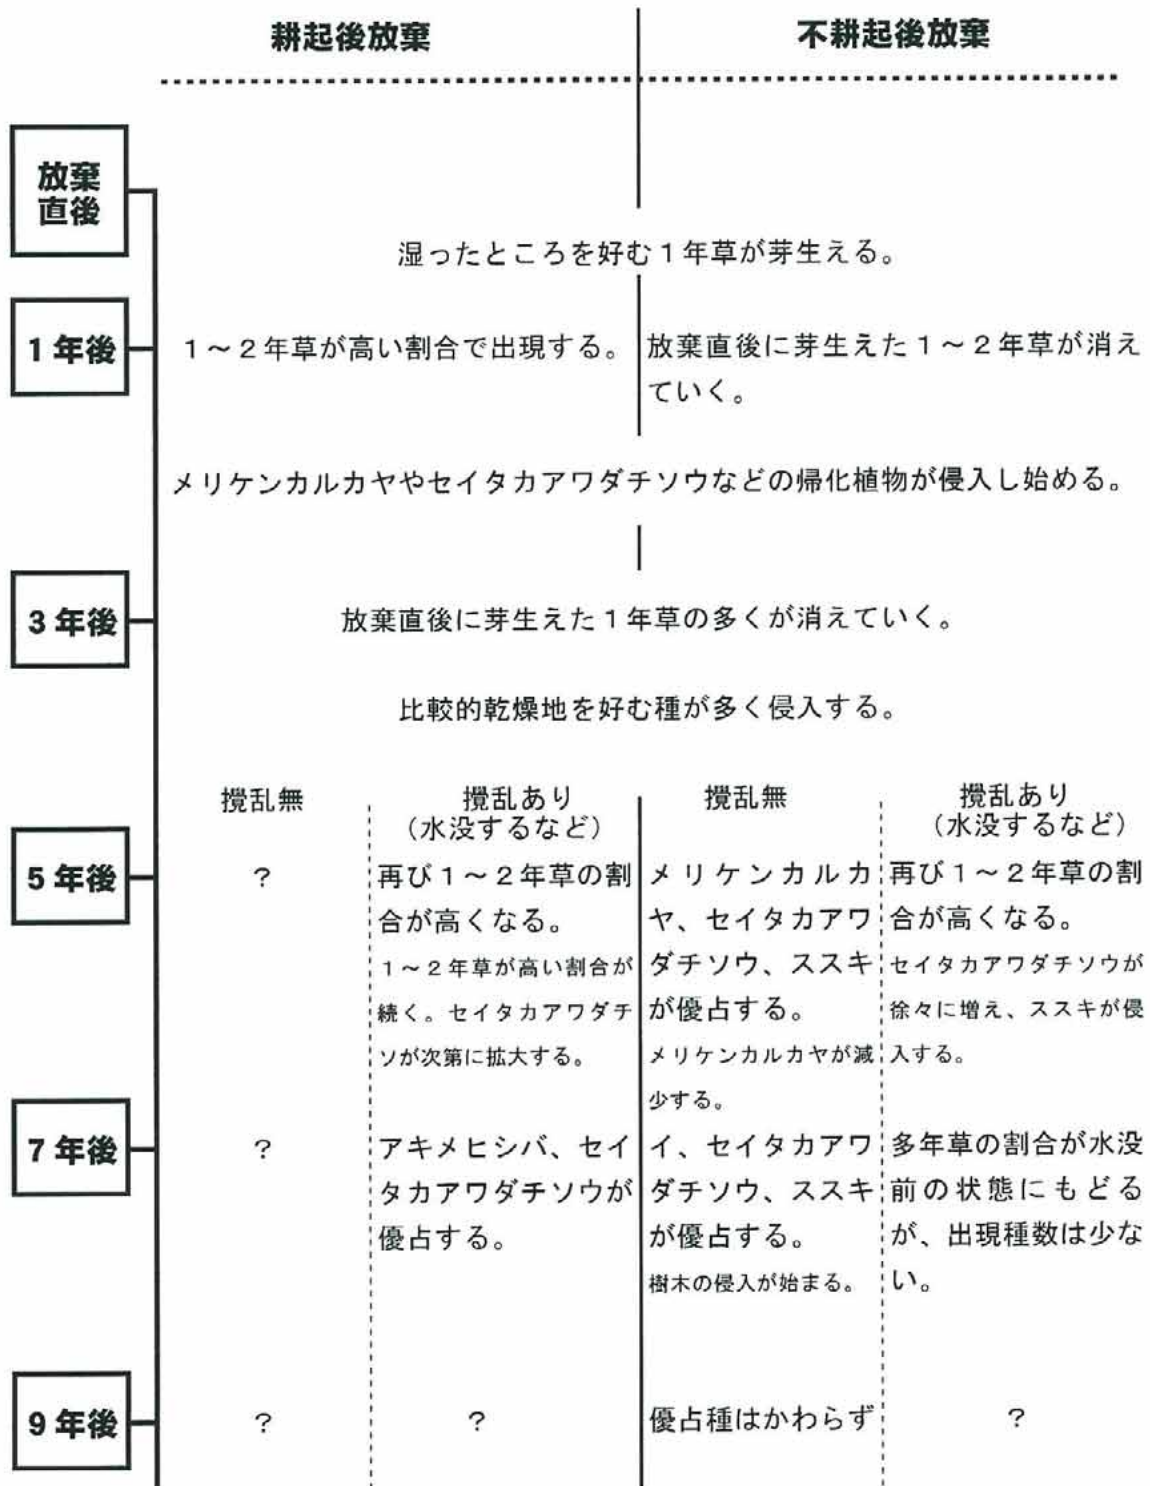 耕起後放棄
不耕起後放棄
放棄
直後
湿ったところを好む1年草が芽生える。
1年後
1～2年草が高い割合で出現する。
放棄直後に芽生えた1～2年草が消え
ていく。
メリケンカルカヤやセイタカアワダチソウなどの帰化植物が侵入し始める。
3年後
放棄直後に芽生えた1年草の多くが消えていく。
比較的乾燥地を好む種が多く侵入する。
攪乱無
攪乱あり
（水没するなど）
攪乱無
攪乱あり
（水没するなど）
5年後
？
再び1～2年草の割
合が高くなる。
1～2年草が高い割合が
続く。セイタカアワダチ
ソが次第に拡大する。
メリケンカルカ
ヤ、セイタカアワ
ダチソウ、ススキ
が優占する。
メリケンカルカヤが減
少する。
再び1～2年草の割
合が高くなる。
セイタカアワダチソウが
徐々に増え、ススキが侵
入する。
7年後
？
アキメヒシバ、セイ
タカアワダチソウが
優占する。
イ、セイタカアワ
ダチソウ、ススキ
が優占する。
樹木の侵入が始まる。
多年草の割合が水没
前の状態にもどる
が、出現種数は少な
い。
9年後
？
？
優占種はかわらず
？